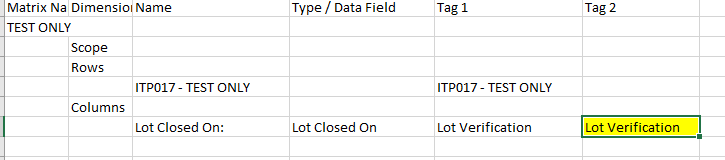 Matrix Na Dimensio Name Type / Data Field Tag 1 Tag 2
TEST ONLY
Scope
Rows
ITP017 - TEST ONLY ITP017 - TEST ONLY
Columns
Lot Closed On: Lot Closed On Lot Verification Lot Verification